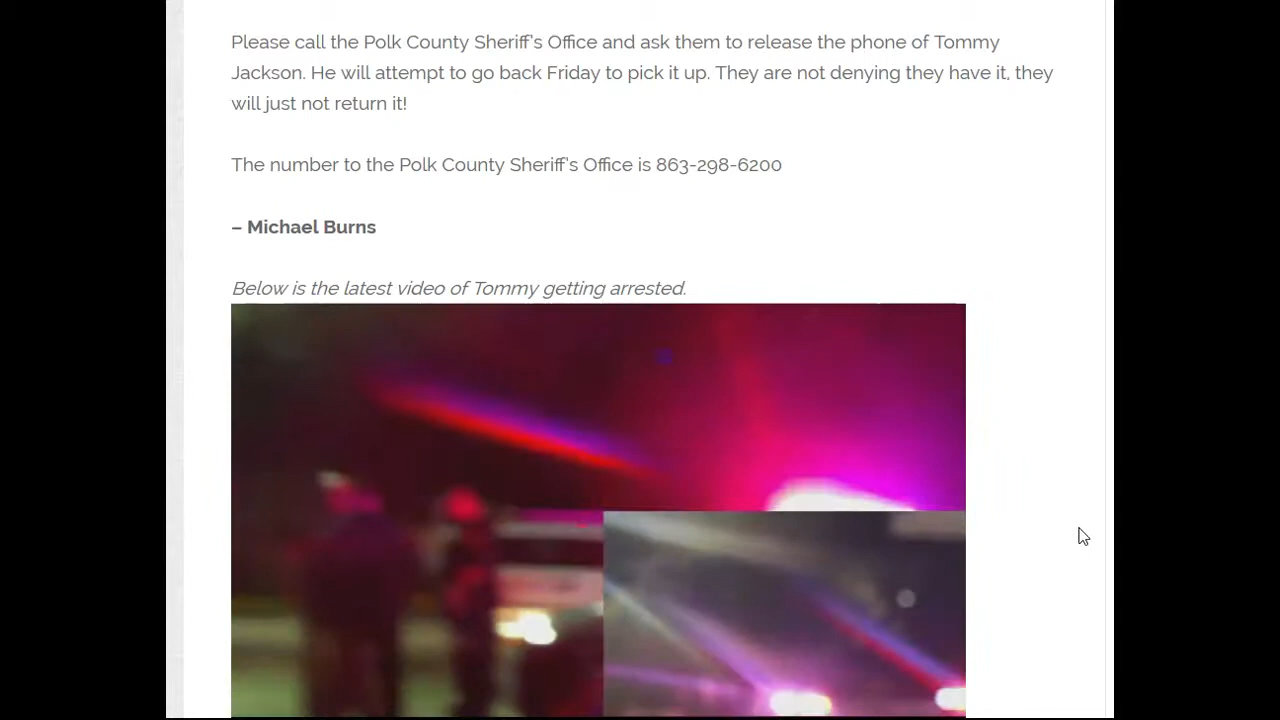 Please call the Polk County Sheriff's Office and ask them to release the phone of Tommy
Jackson. He will attempt to go back Friday to pick it up. They are not denying they have it, they
will just not return it!
The number to the Polk County Sheriff's Office is 863-298-6200
– Michael Burns
Below is the latest video of Tommy getting arrested.